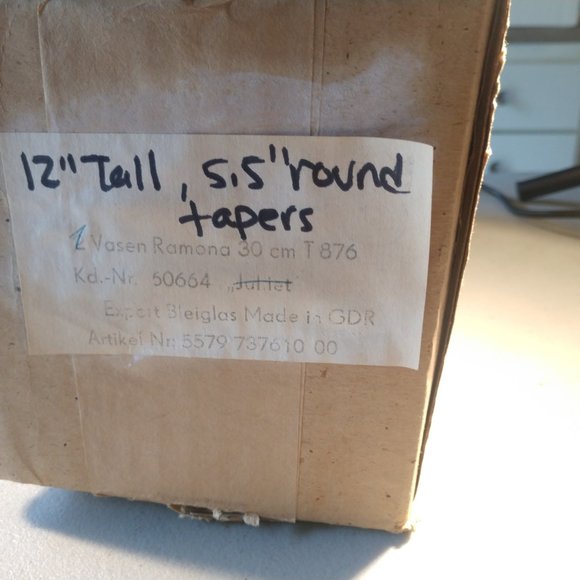 12" Tall, 5.5" round
tapers
1 Vasen Ramona 30 cm T 876
Kd.-Nr. 60664 „Juliet
Export Bleiglas Made in GDR
Artikel Nr: 5579 737610 00